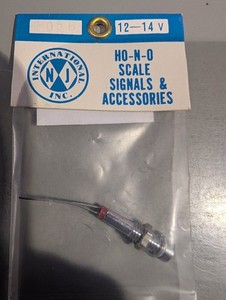 12-14 V
INTERNATIONAL
NJ
INC.
HO-N-O
SCALE
SIGNALS &
ACCESSORIES